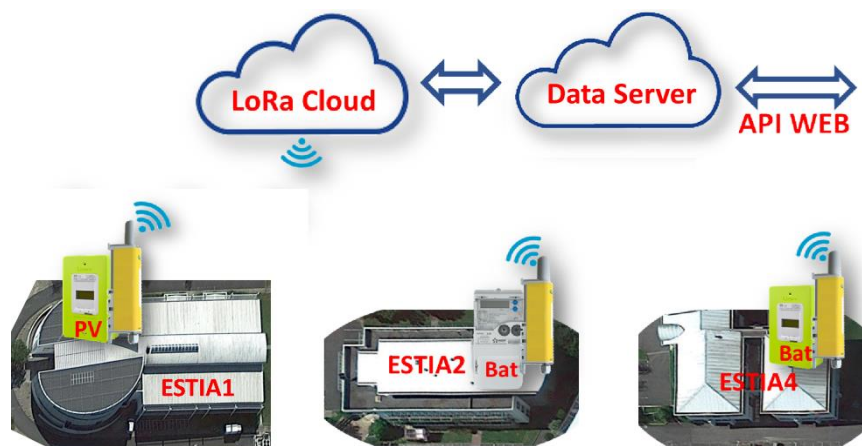 LoRa Cloud
Data Server
API WEB
PV
ESTIA1
ESTIA2
Bat
Bat
ESTIA4